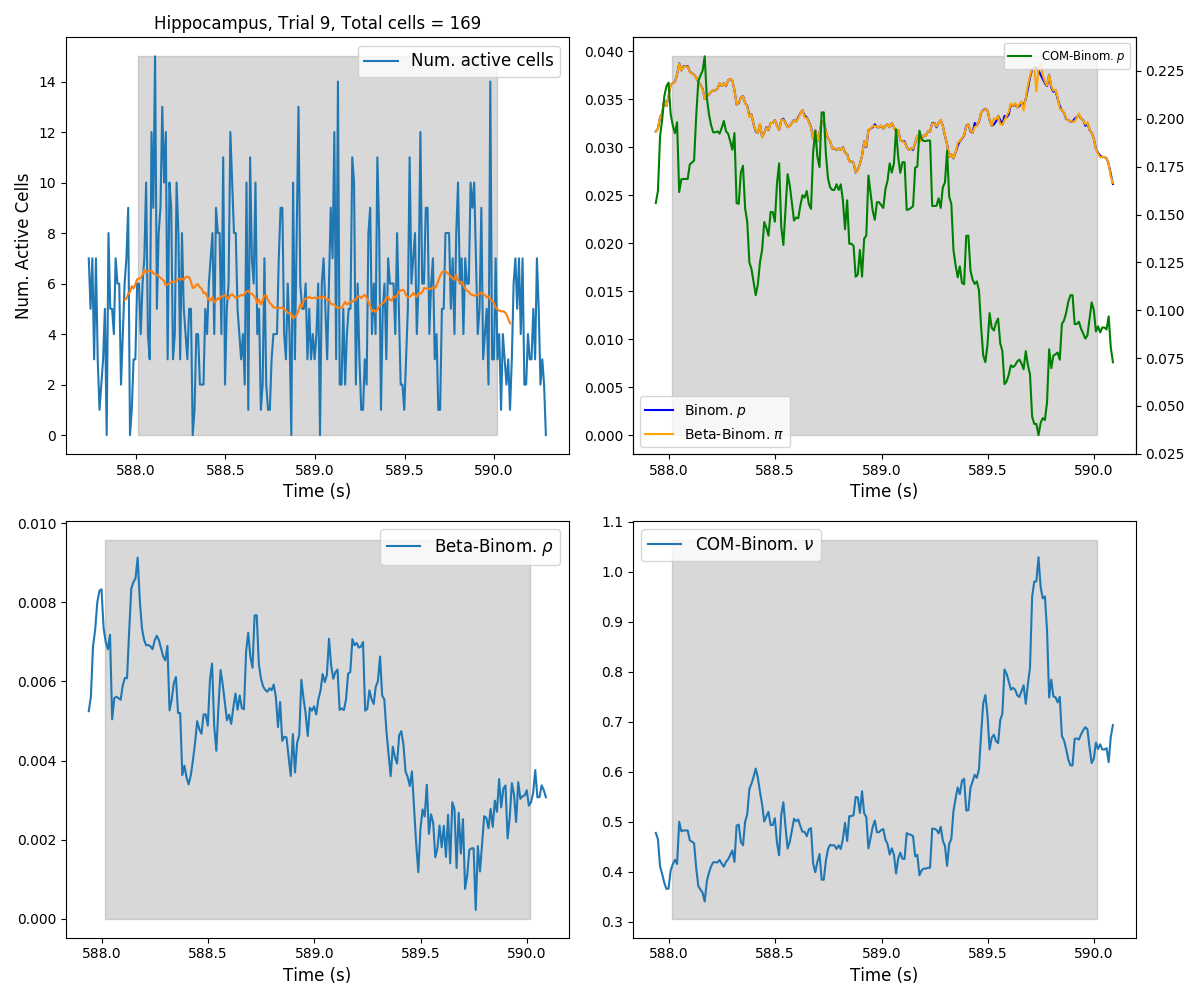 Hippocampus, Trial 9, Total cells = 169
Num. active cells
Num. Active Cells
14
12
10
8
6
4
2
0
588.0 588.5 589.0 589.5 590.0
Time (s)
COM-Binom. p
0.040
0.035
0.030
0.025
0.020
0.015
0.010
0.005
0.000
0.225
0.200
0.175
0.150
0.125
0.100
0.075
0.050
0.025
Binom. p
Beta-Binom. π
588.0 588.5 589.0 589.5 590.0
Time (s)
Beta-Binom. ρ
0.010
0.008
0.006
0.004
0.002
0.000
588.0 588.5 589.0 589.5 590.0
Time (s)
COM-Binom. ν
1.1
1.0
0.9
0.8
0.7
0.6
0.5
0.4
0.3
588.0 588.5 589.0 589.5 590.0
Time (s)